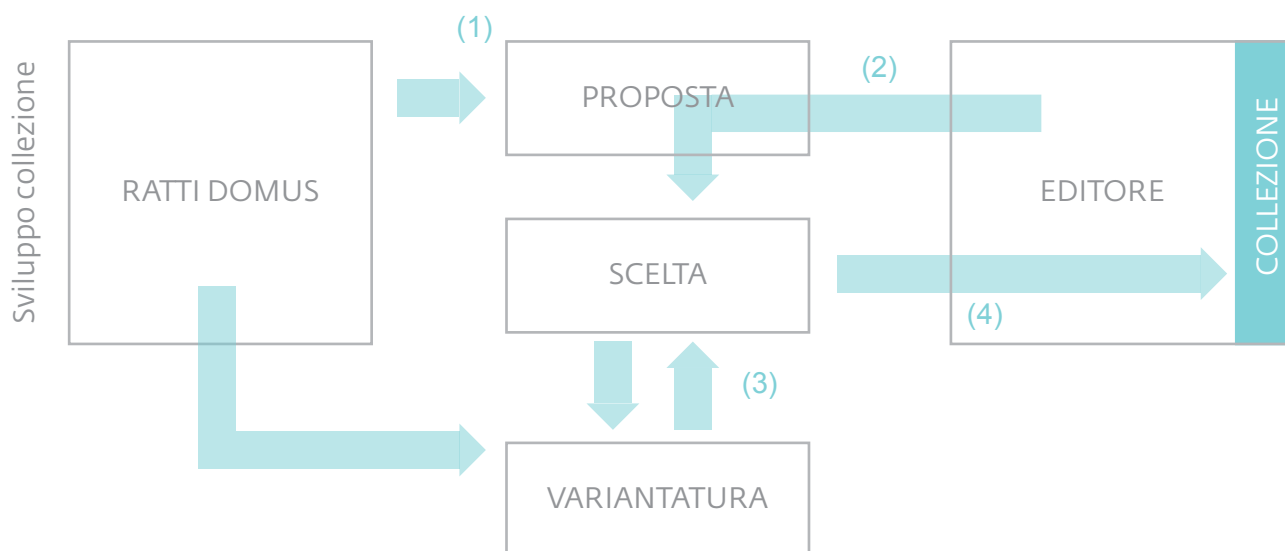 Sviluppo collezione
RATTI DOMUS
(1)
PROPOSTA
(2)
EDITORE
COLLEZIONE
SCELTA
(4)
(3)
VARIANTATURA